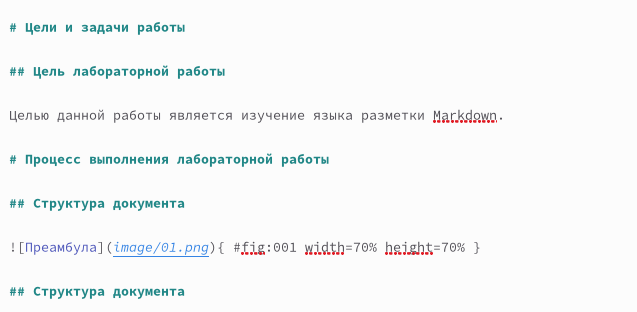 # Цели и задачи работы
## Цель лабораторной работы
Целью данной работы является изучение языка разметки Markdown.
# Процесс выполнения лабораторной работы
## Структура документа
![Преамбула](image/01.png){ #fig:001 width=70% height=70% }
## Структура документа